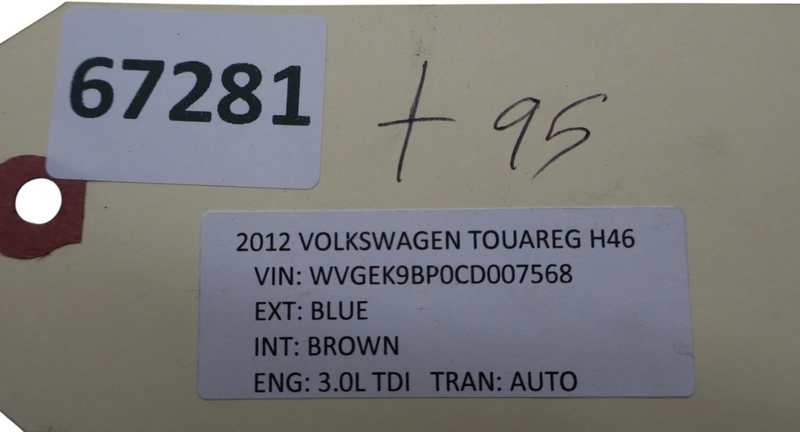 67281
+ 95
2012 VOLKSWAGEN TOUAREG H46
VIN: WVGEK9BP0CD007568
EXT: BLUE
INT: BROWN
ENG: 3.0L TDI TRAN: AUTO